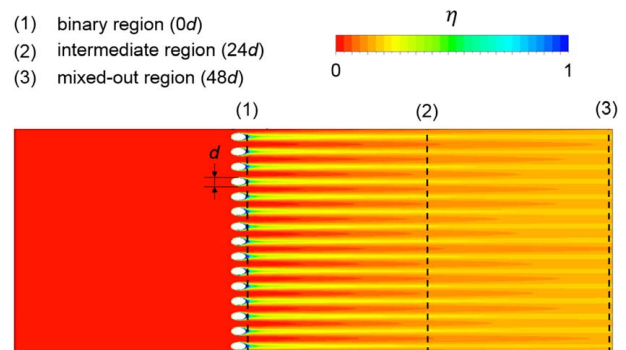 (1) binary region (0d)
(2) intermediate region (24d)
(3) mixed-out region (48d)
η
0 1
(1) (2) (3)
d